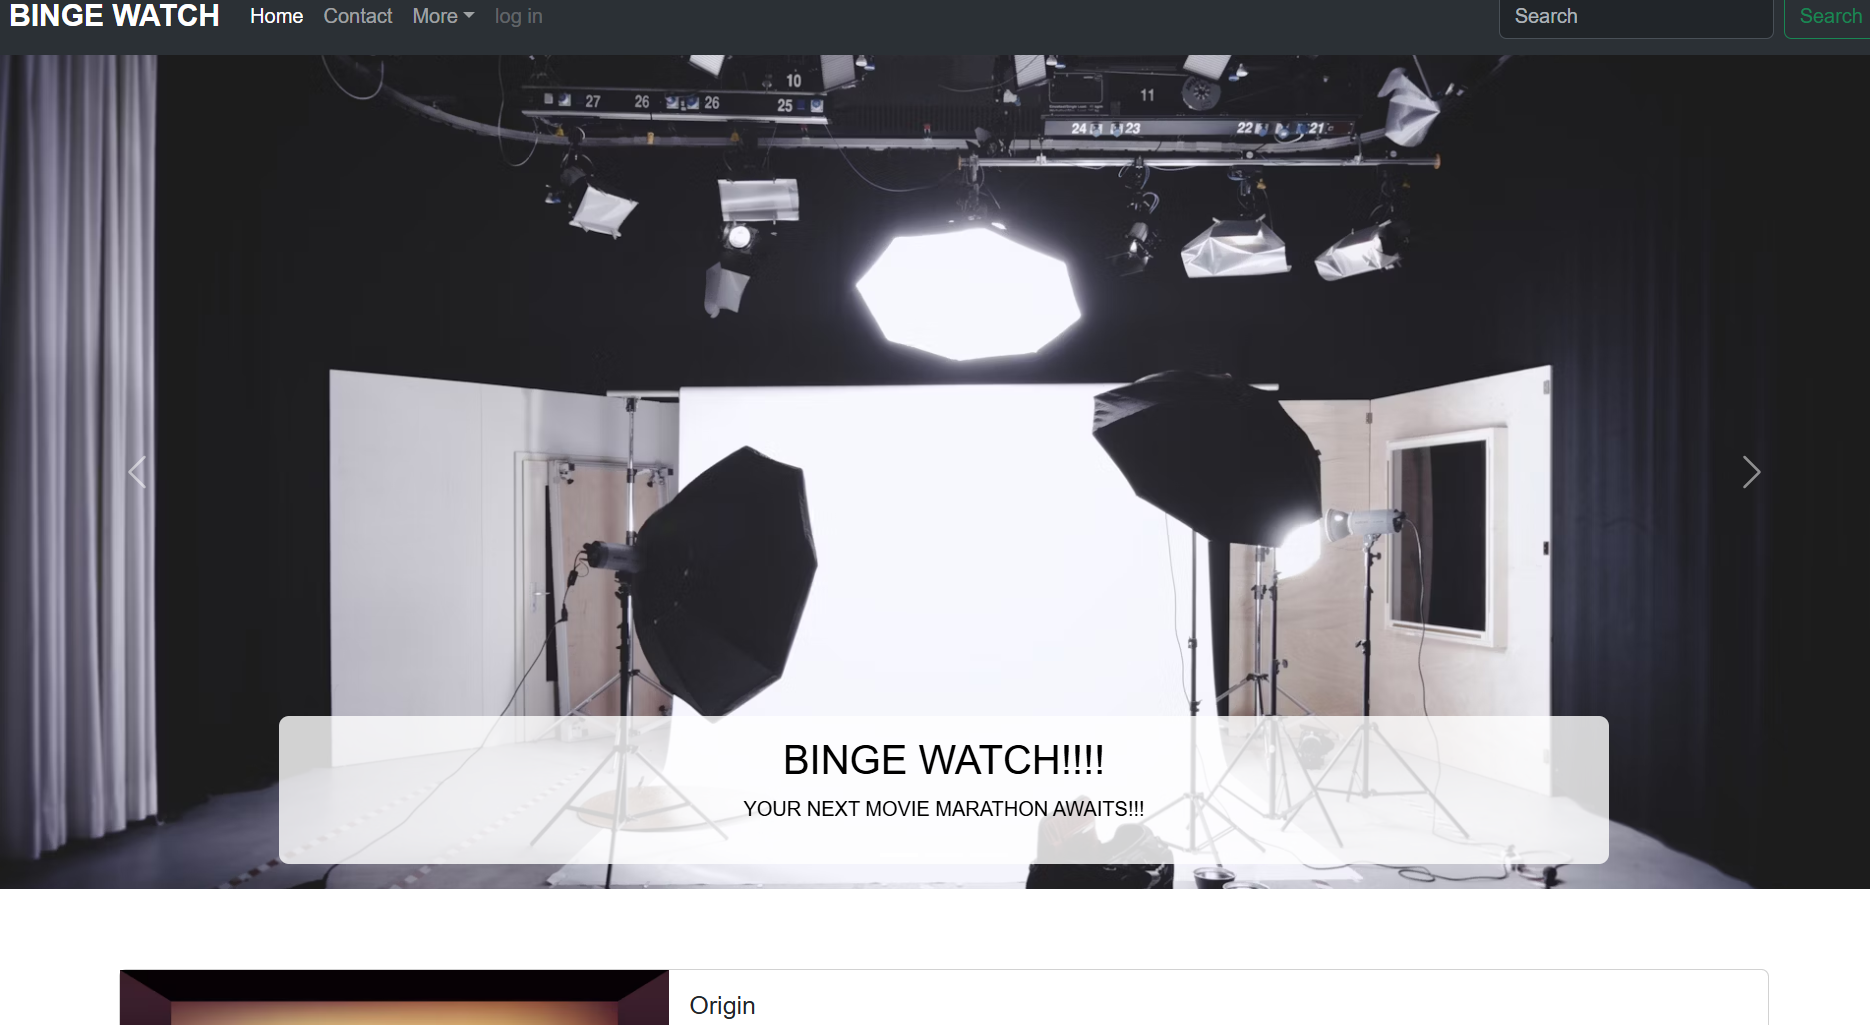 BINGE WATCH Home Contact More log in Search Search
10
27 26 26 25
11
24 23 22 21
BINGE WATCH!!!!
YOUR NEXT MOVIE MARATHON AWAITS!!!
Origin